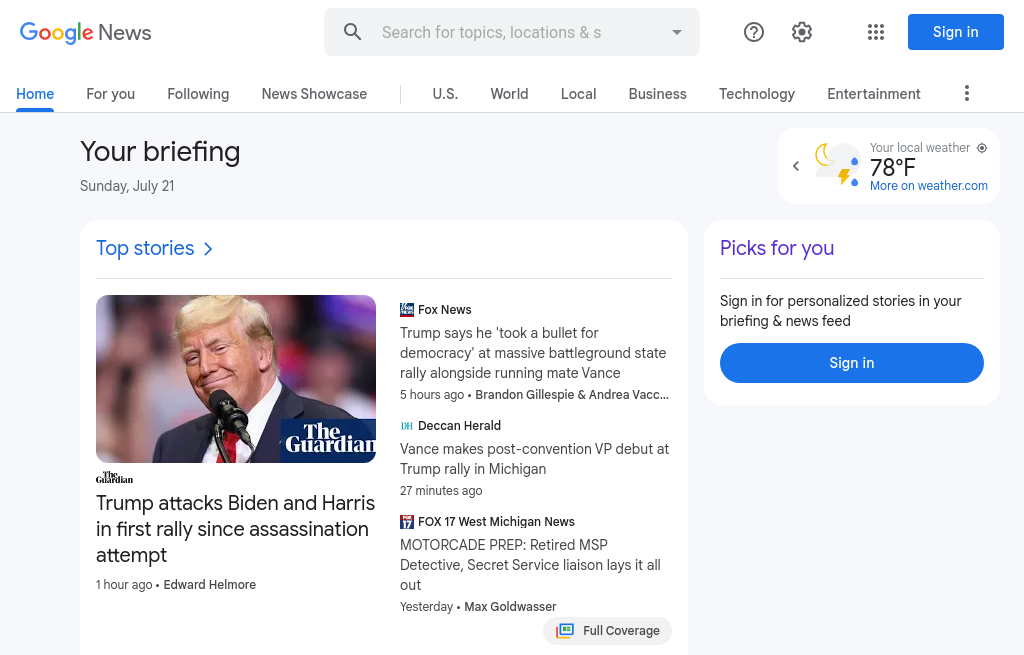 Google News
Search for topics, locations & s
Sign in
Home
For you
Following
News Showcase
U.S.
World
Local
Business
Technology
Entertainment
Your briefing
Sunday, July 21
Your local weather
78°F
More on weather.com
Top stories
The Guardian
The Guardian
Trump attacks Biden and Harris
in first rally since assassination
attempt
1 hour ago • Edward Helmore
Fox News
Trump says he 'took a bullet for
democracy' at massive battleground state
rally alongside running mate Vance
5 hours ago • Brandon Gillespie & Andrea Vacc...
DH Deccan Herald
Vance makes post-convention VP debut at
Trump rally in Michigan
27 minutes ago
FOX 17 West Michigan News
MOTORCADE PREP: Retired MSP
Detective, Secret Service liaison lays it all
out
Yesterday • Max Goldwasser
Full Coverage
Picks for you
Sign in for personalized stories in your
briefing & news feed
Sign in